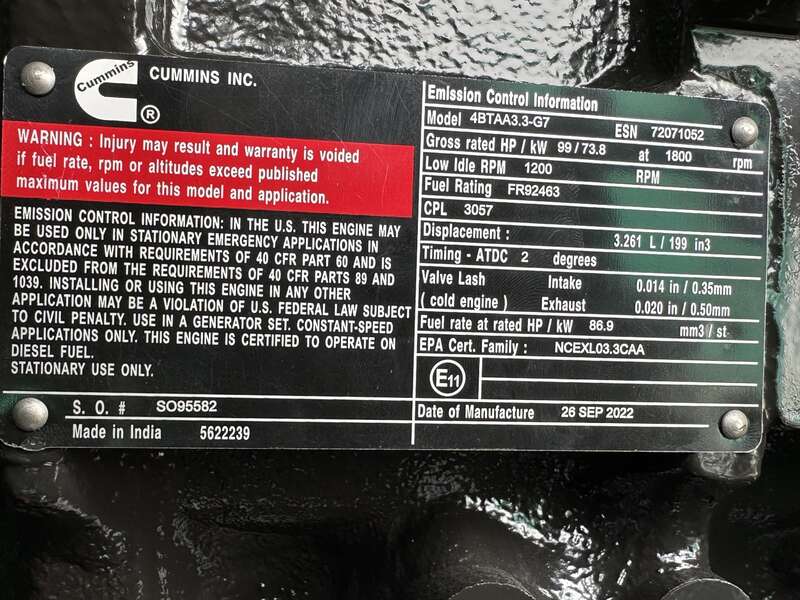 Cummins
®
CUMMINS INC.
WARNING : Injury may result and warranty is voided
if fuel rate, rpm or altitudes exceed published
maximum values for this model and application.
EMISSION CONTROL INFORMATION: IN THE U.S. THIS ENGINE MAY
BE USED ONLY IN STATIONARY EMERGENCY APPLICATIONS IN
ACCORDANCE WITH REQUIREMENTS OF 40 CFR PART 60 AND IS
EXCLUDED FROM THE REQUIREMENTS OF 40 CFR PARTS 89 AND
1039. INSTALLING OR USING THIS ENGINE IN ANY OTHER
APPLICATION MAY BE A VIOLATION OF U.S. FEDERAL LAW SUBJECT
TO CIVIL PENALTY. USE IN A GENERATOR SET. CONSTANT-SPEED
APPLICATIONS ONLY. THIS ENGINE IS CERTIFIED TO OPERATE ON
DIESEL FUEL.
STATIONARY USE ONLY.
S. O. # SO95582
Made in India 5622239
Emission Control Information
Model 4BTAA3.3-G7 ESN 72071052
Gross rated HP / kW 99 / 73.8 at 1800 rpm
Low Idle RPM 1200 RPM
Fuel Rating FR92463
CPL 3057
Displacement : 3.261 L / 199 in3
Timing - ATDC 2 degrees
Valve Lash Intake 0.014 in / 0.35mm
( cold engine ) Exhaust 0.020 in / 0.50mm
Fuel rate at rated HP / kW 86.9 mm3 / st
EPA Cert. Family : NCEXL03.3CAA
E11
Date of Manufacture 26 SEP 2022